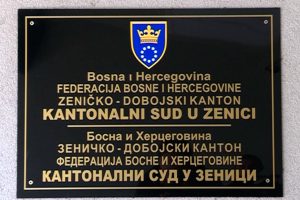 Bosna i Hercegovina
FEDERACIJA BOSNE I HERCEGOVINE
ZENIČKO - DOBOJSKI KANTON
KANTONALNI SUD U ZENICI
Босна и Херцеговина
ЗЕНИЧКО - ДОБОЈСКИ КАНТОН
ФЕДЕРАЦИЈА БОСНЕ И ХЕРЦЕГОВИНЕ
КАНТОНАЛНИ СУД У ЗЕНИЦИ